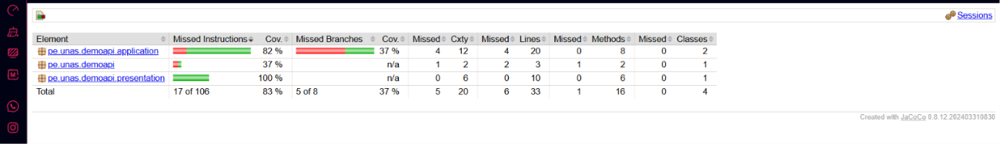 Sessions
Element Missed Instructions Cov. Missed Branches Cov. Missed Cxty Missed Lines Missed Methods Missed Classes
pe.unas.demoapi.application 82 % 37 % 4 12 4 20 0 8 0 2
pe.unas.demoapi 37 % n/a 1 2 2 3 1 2 0 1
pe.unas.demoapi.presentation 100 % n/a 0 6 0 10 0 6 0 1
Total 17 of 106 83 % 5 of 8 37 % 5 20 6 33 1 16 0 4
Created with JaCoCo 0.8.12.202403310830